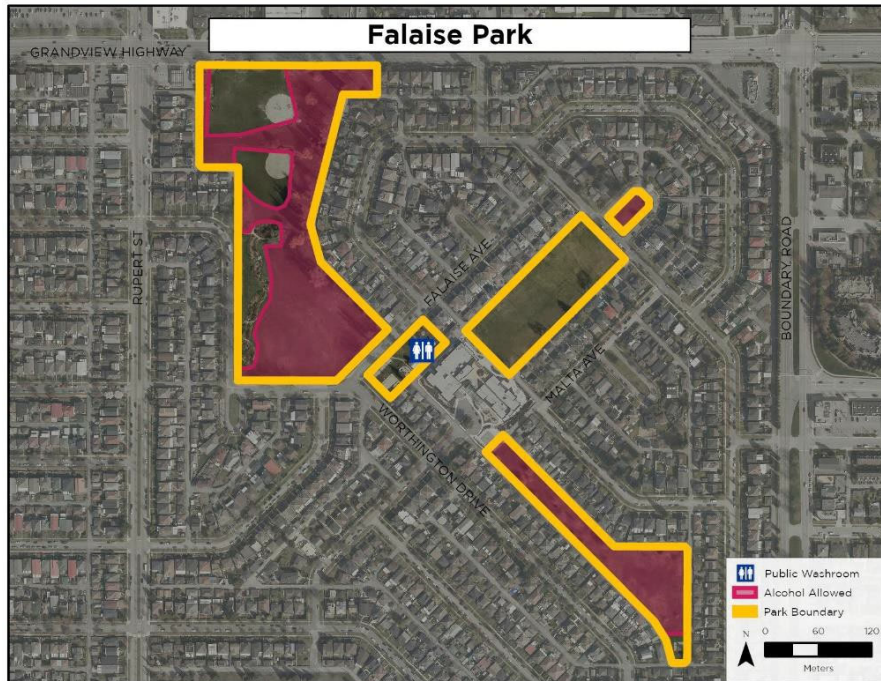 Falaise Park
GRANDVIEW HIGHWAY
RUPERT ST
FALAISE AVE
BOUNDARY ROAD
MALTA AVE
WORTHINGTON DRIVE
Public Washroom
Alcohol Allowed
Park Boundary
N
0 60 120
Meters